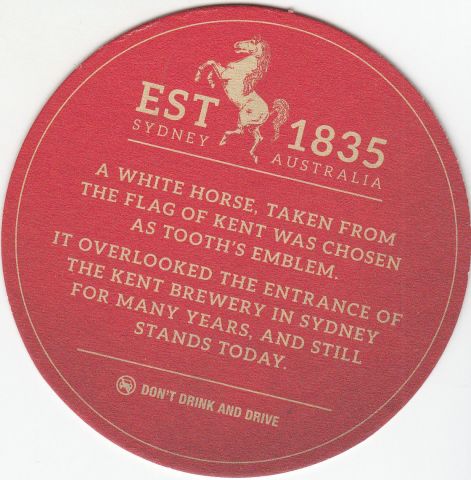 EST 1835
SYDNEY AUSTRALIA
A WHITE HORSE, TAKEN FROM
THE FLAG OF KENT WAS CHOSEN
AS TOOTH'S EMBLEM.
IT OVERLOOKED THE ENTRANCE OF
THE KENT BREWERY IN SYDNEY
FOR MANY YEARS, AND STILL
STANDS TODAY.
DON'T DRINK AND DRIVE